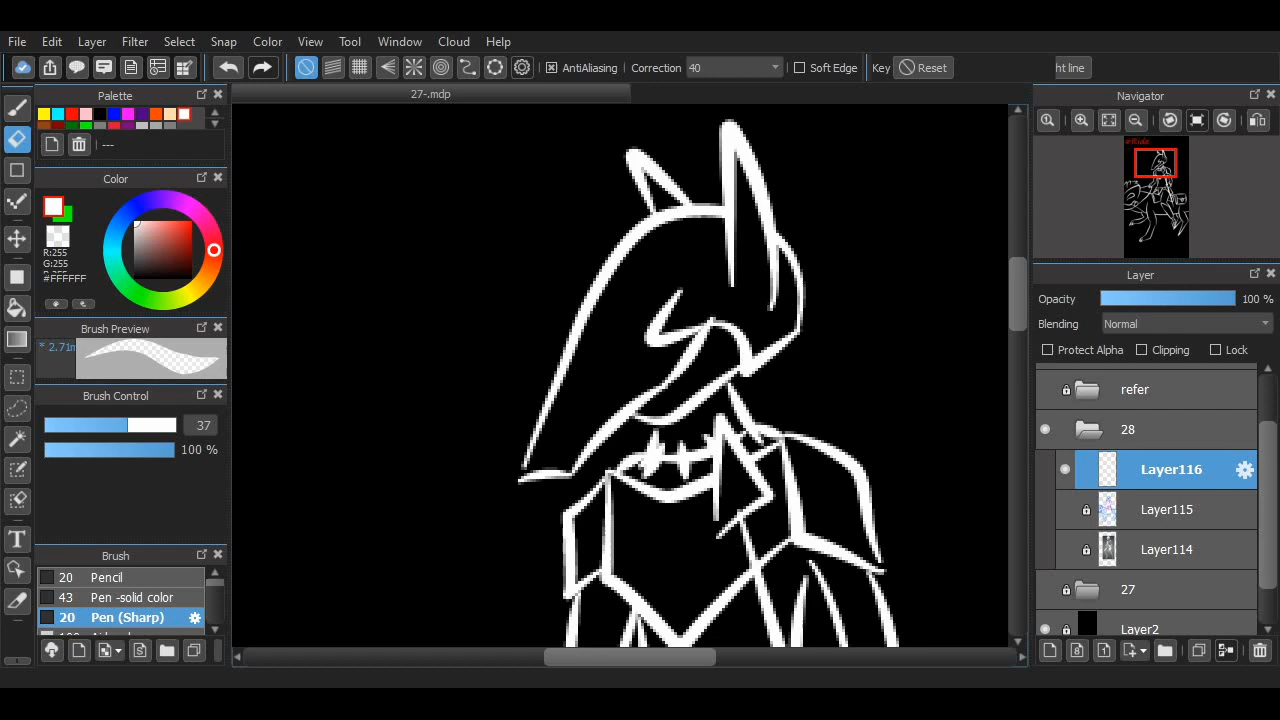 File Edit Layer Filter Select Snap Color View Tool Window Cloud Help
AntiAliasing Correction 40 Soft Edge Key Reset ht line
Palette
---
27-.mdp
Navigator
Color
R:255
G:255
#FFFFFF
Brush Preview
* 2.71m
Brush Control
37
100 %
Brush
20 Pencil
43 Pen -solid color
20 Pen (Sharp)
Layer
Opacity 100 %
Blending Normal
Protect Alpha Clipping Lock
refer
28
Layer116
Layer115
Layer114
27
Layer2